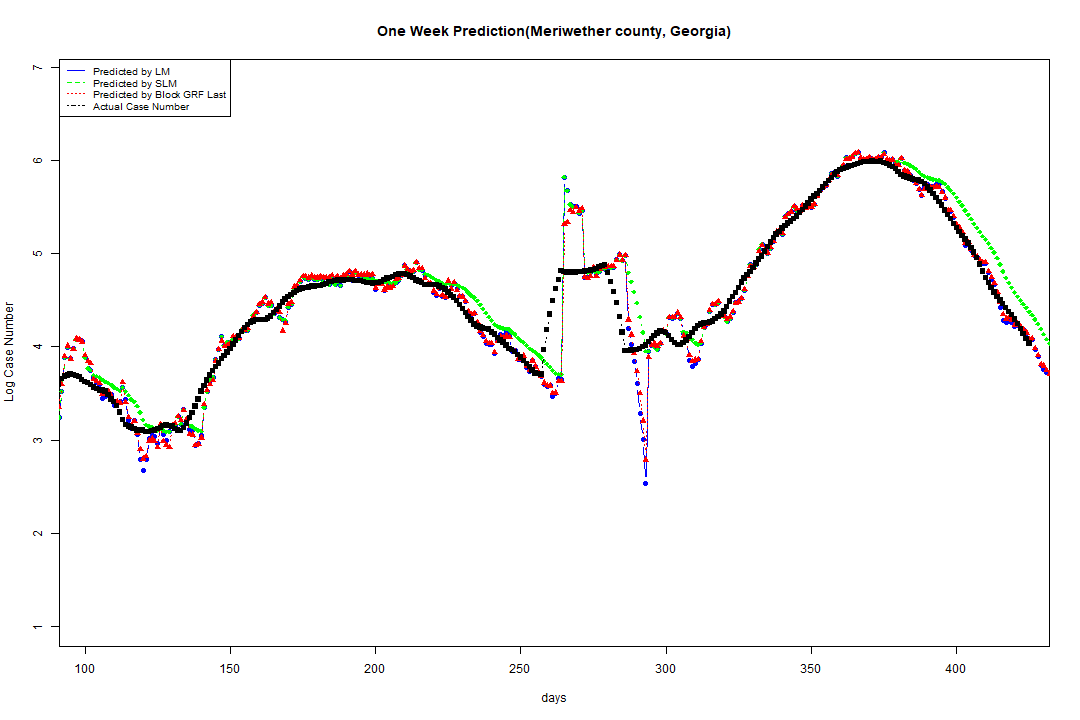 One Week Prediction(Meriwether county, Georgia)
Predicted by LM
Predicted by SLM
Predicted by Block GRF Last
Actual Case Number
7
6
5
4
3
2
1
Log Case Number
100 150 200 250 300 350 400
days